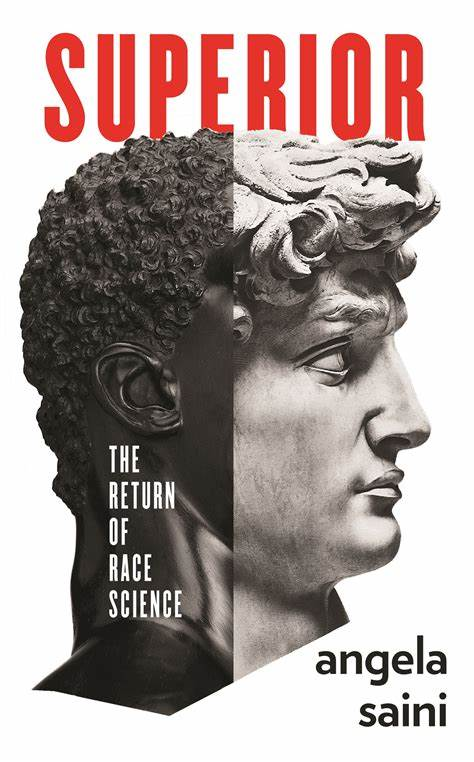 SUPERIOR
THE
RETURN
OF
RACE
SCIENCE
angela
saini